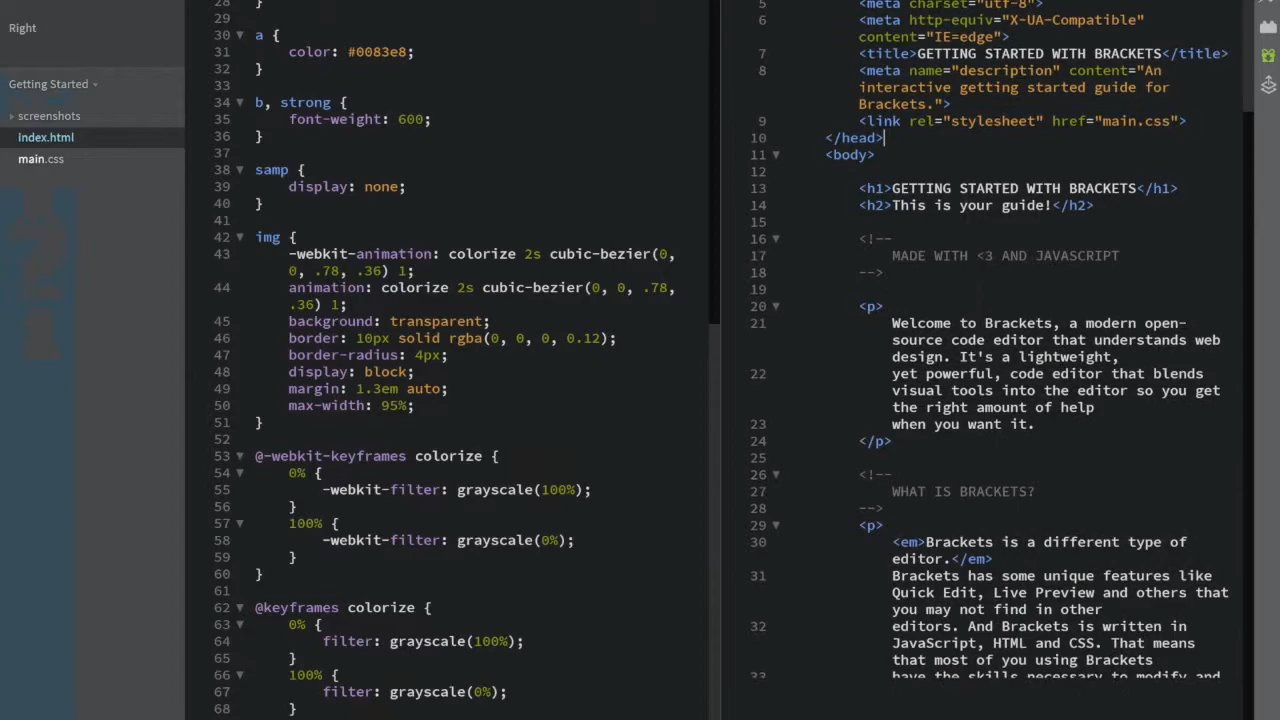 Right
Getting Started
screenshots
index.html
main.css
28 }
29
30 a {
31 color: #0083e8;
32 }
33
34 b, strong {
35 font-weight: 600;
36 }
37
38 samp {
39 display: none;
40 }
41
42 img {
43 -webkit-animation: colorize 2s cubic-bezier(0,
0, .78, .36) 1;
44 animation: colorize 2s cubic-bezier(0, 0, .78,
.36) 1;
45 background: transparent;
46 border: 10px solid rgba(0, 0, 0, 0.12);
47 border-radius: 4px;
48 display: block;
49 margin: 1.3em auto;
50 max-width: 95%;
51 }
52
53 @-webkit-keyframes colorize {
54 0% {
55 -webkit-filter: grayscale(100%);
56 }
57 100% {
58 -webkit-filter: grayscale(0%);
59 }
60 }
61
62 @keyframes colorize {
63 0% {
64 filter: grayscale(100%);
65 }
66 100% {
67 filter: grayscale(0%);
68 }
5 <meta charset="utf-8">
6 <meta http-equiv="X-UA-Compatible"
content="IE=edge">
7 <title>GETTING STARTED WITH BRACKETS</title>
8 <meta name="description" content="An
interactive getting started guide for
Brackets.">
9 <link rel="stylesheet" href="main.css">
10 </head>
11 <body>
12
13 <h1>GETTING STARTED WITH BRACKETS</h1>
14 <h2>This is your guide!</h2>
15
16 <!--
17 MADE WITH <3 AND JAVASCRIPT
18 -->
19
20 <p>
21 Welcome to Brackets, a modern open-
source code editor that understands web
design. It's a lightweight,
22 yet powerful, code editor that blends
visual tools into the editor so you get
the right amount of help
23 when you want it.
24 </p>
25
26 <!--
27 WHAT IS BRACKETS?
28 -->
29 <p>
30 <em>Brackets is a different type of
editor.</em>
31 Brackets has some unique features like
Quick Edit, Live Preview and others that
you may not find in other
32 editors. And Brackets is written in
JavaScript, HTML and CSS. That means
that most of you using Brackets
33 have the skills necessary to modify and